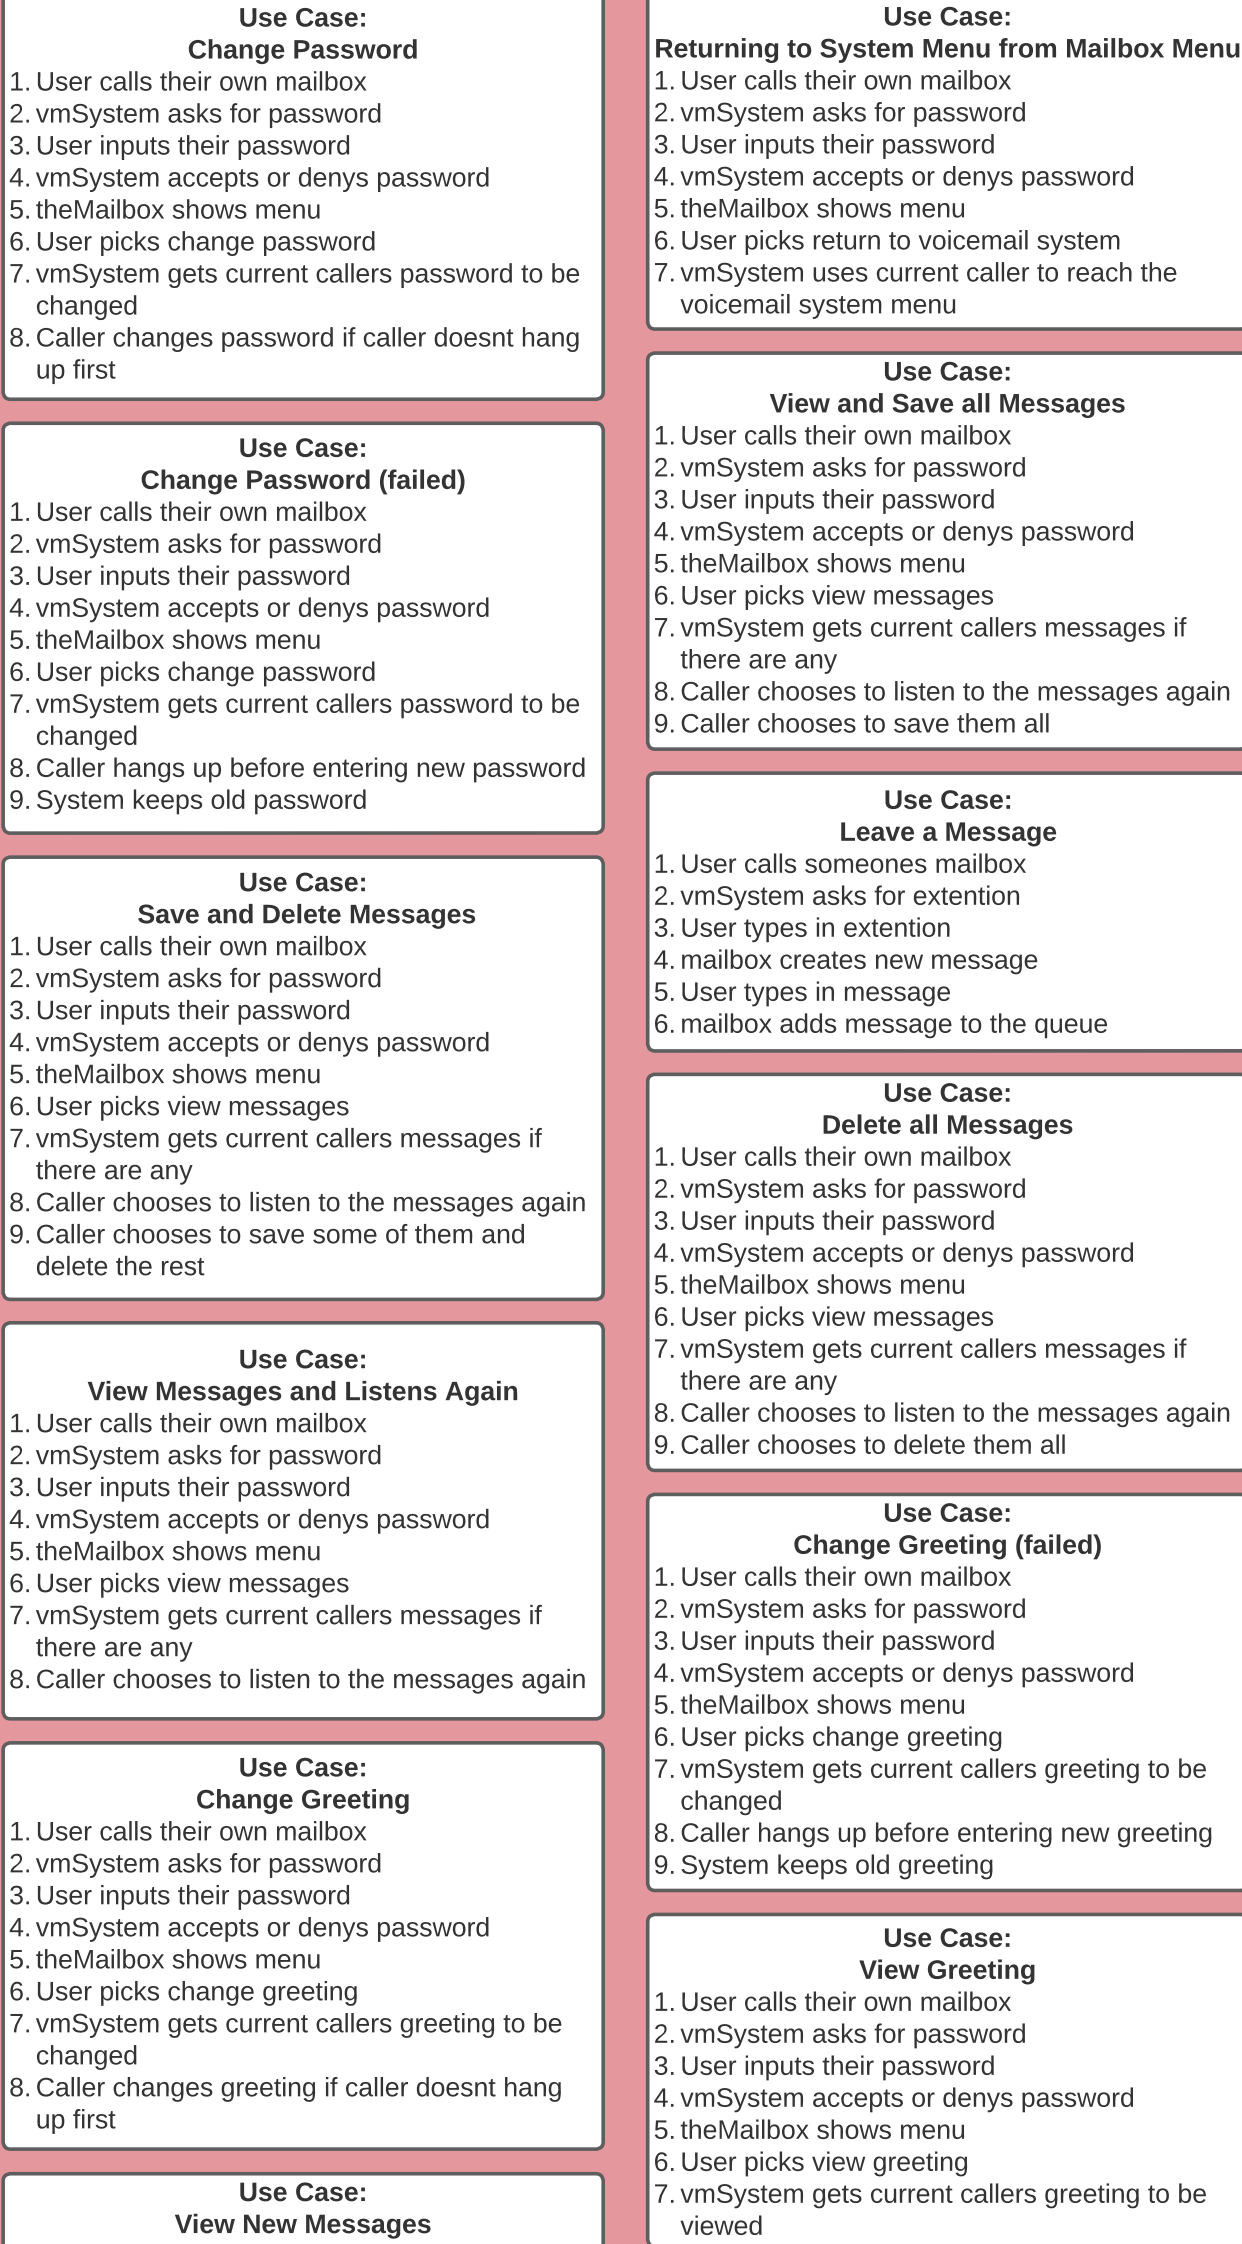 Use Case:
Change Password
1. User calls their own mailbox
2. vmSystem asks for password
3. User inputs their password
4. vmSystem accepts or denys password
5. theMailbox shows menu
6. User picks change password
7. vmSystem gets current callers password to be
changed
8. Caller changes password if caller doesnt hang
up first
Use Case:
Change Password (failed)
1. User calls their own mailbox
2. vmSystem asks for password
3. User inputs their password
4. vmSystem accepts or denys password
5. theMailbox shows menu
6. User picks change password
7. vmSystem gets current callers password to be
changed
8. Caller hangs up before entering new password
9. System keeps old password
Use Case:
Save and Delete Messages
1. User calls their own mailbox
2. vmSystem asks for password
3. User inputs their password
4. vmSystem accepts or denys password
5. theMailbox shows menu
6. User picks view messages
7. vmSystem gets current callers messages if
there are any
8. Caller chooses to listen to the messages again
9. Caller chooses to save some of them and
delete the rest
Use Case:
View Messages and Listens Again
1. User calls their own mailbox
2. vmSystem asks for password
3. User inputs their password
4. vmSystem accepts or denys password
5. theMailbox shows menu
6. User picks view messages
7. vmSystem gets current callers messages if
there are any
8. Caller chooses to listen to the messages again
Use Case:
Change Greeting
1. User calls their own mailbox
2. vmSystem asks for password
3. User inputs their password
4. vmSystem accepts or denys password
5. theMailbox shows menu
6. User picks change greeting
7. vmSystem gets current callers greeting to be
changed
8. Caller changes greeting if caller doesnt hang
up first
Use Case:
View New Messages
Use Case:
Returning to System Menu from Mailbox Menu
1. User calls their own mailbox
2. vmSystem asks for password
3. User inputs their password
4. vmSystem accepts or denys password
5. theMailbox shows menu
6. User picks return to voicemail system
7. vmSystem uses current caller to reach the
voicemail system menu
Use Case:
View and Save all Messages
1. User calls their own mailbox
2. vmSystem asks for password
3. User inputs their password
4. vmSystem accepts or denys password
5. theMailbox shows menu
6. User picks view messages
7. vmSystem gets current callers messages if
there are any
8. Caller chooses to listen to the messages again
9. Caller chooses to save them all
Use Case:
Leave a Message
1. User calls someones mailbox
2. vmSystem asks for extention
3. User types in extention
4. mailbox creates new message
5. User types in message
6. mailbox adds message to the queue
Use Case:
Delete all Messages
1. User calls their own mailbox
2. vmSystem asks for password
3. User inputs their password
4. vmSystem accepts or denys password
5. theMailbox shows menu
6. User picks view messages
7. vmSystem gets current callers messages if
there are any
8. Caller chooses to listen to the messages again
9. Caller chooses to delete them all
Use Case:
Change Greeting (failed)
1. User calls their own mailbox
2. vmSystem asks for password
3. User inputs their password
4. vmSystem accepts or denys password
5. theMailbox shows menu
6. User picks change greeting
7. vmSystem gets current callers greeting to be
changed
8. Caller hangs up before entering new greeting
9. System keeps old greeting
Use Case:
View Greeting
1. User calls their own mailbox
2. vmSystem asks for password
3. User inputs their password
4. vmSystem accepts or denys password
5. theMailbox shows menu
6. User picks view greeting
7. vmSystem gets current callers greeting to be
viewed